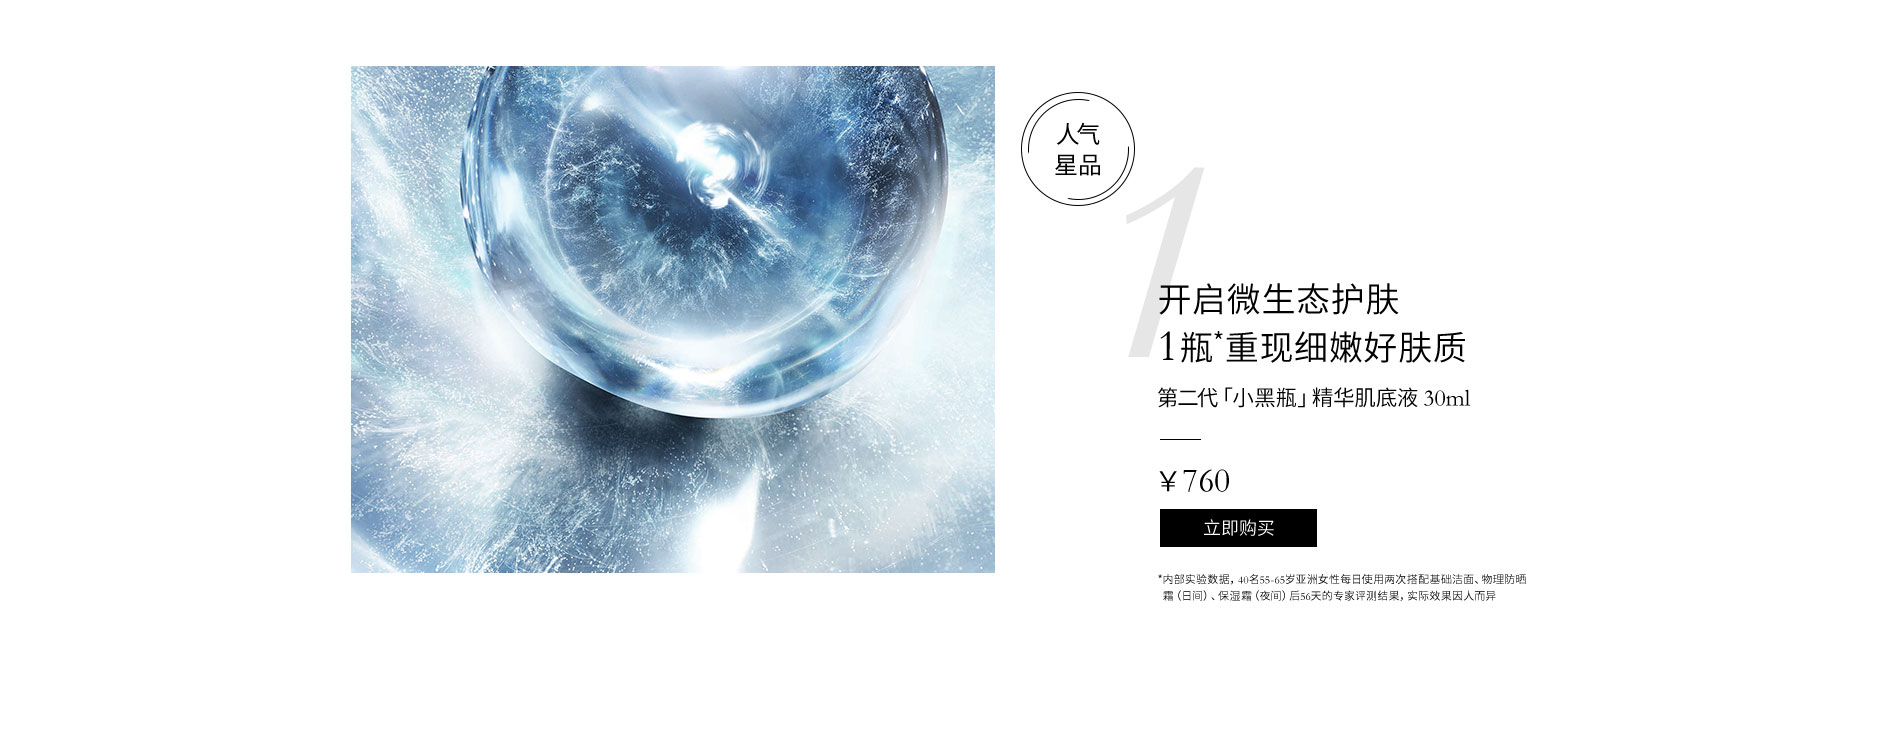 人气
星品
1
开启微生态护肤
1瓶*重现细嫩好肤质
第二代「小黑瓶」精华肌底液 30ml
￥760
立即购买
*内部实验数据，40名55-65岁亚洲女性每日使用两次搭配基础洁面、物理防晒
霜（日间）、保湿霜（夜间）后56天的专家评测结果，实际效果因人而异